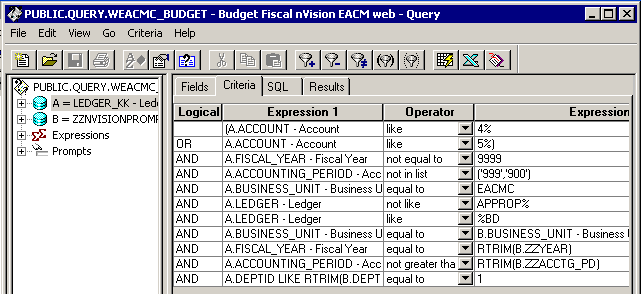 PUBLIC.QUERY.WEACMC_BUDGET - Budget Fiscal nVision EACM web - Query
File Edit View Go Criteria Help
PUBLIC.QUERY.WEACMC_
A = LEDGER_KK - Led
B = ZZNVISIONPROMP
Expressions
Prompts
Fields Criteria SQL Results
Logical Expression 1 Operator Expression
(A.ACCOUNT - Account like 4%
OR A.ACCOUNT - Account like 5%)
AND A.FISCAL_YEAR - Fiscal Year not equal to 9999
AND A.ACCOUNTING_PERIOD - Acc not in list ('999','900')
AND A.BUSINESS_UNIT - Business U equal to EACMC
AND A.LEDGER - Ledger not like APPROP%
AND A.LEDGER - Ledger like %BD
AND A.BUSINESS_UNIT - Business U equal to B.BUSINESS_UNIT - Business U
AND A.FISCAL_YEAR - Fiscal Year equal to RTRIM(B.ZZYEAR)
AND A.ACCOUNTING_PERIOD - Acc not greater tha RTRIM(B.ZZACCTG_PD)
AND A.DEPTID LIKE RTRIM(B.DEPT equal to 1